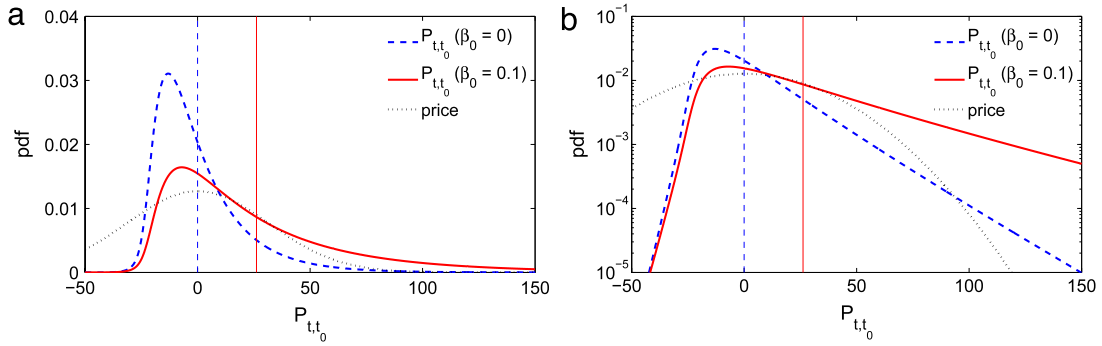 a
0.04
0.03
0.02
0.01
0
pdf
−50
0
50
100
150
P_{t,t_0}
P_{t,t_0} (β_0 = 0)
P_{t,t_0} (β_0 = 0.1)
price
b
10^{−1}
10^{−2}
10^{−3}
10^{−4}
10^{−5}
pdf
−50
0
50
100
150
P_{t,t_0}
P_{t,t_0} (β_0 = 0)
P_{t,t_0} (β_0 = 0.1)
price